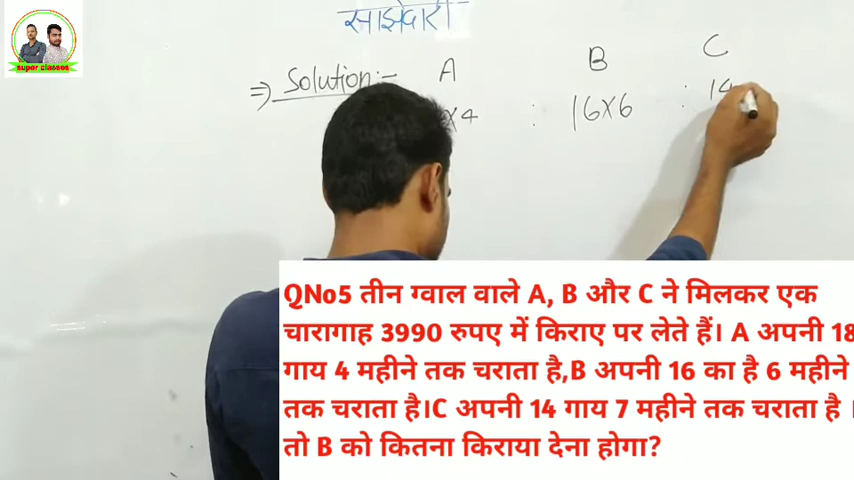 साझेदारी
super classes
⇒ Solution :- A B C
×4 : 16×6 : 14
QNo5 तीन ग्वाल वाले A, B और C ने मिलकर एक
चारागाह 3990 रुपए में किराए पर लेते हैं। A अपनी 18
गाय 4 महीने तक चराता है,B अपनी 16 का है 6 महीने
तक चराता है।C अपनी 14 गाय 7 महीने तक चराता है ।
तो B को कितना किराया देना होगा?